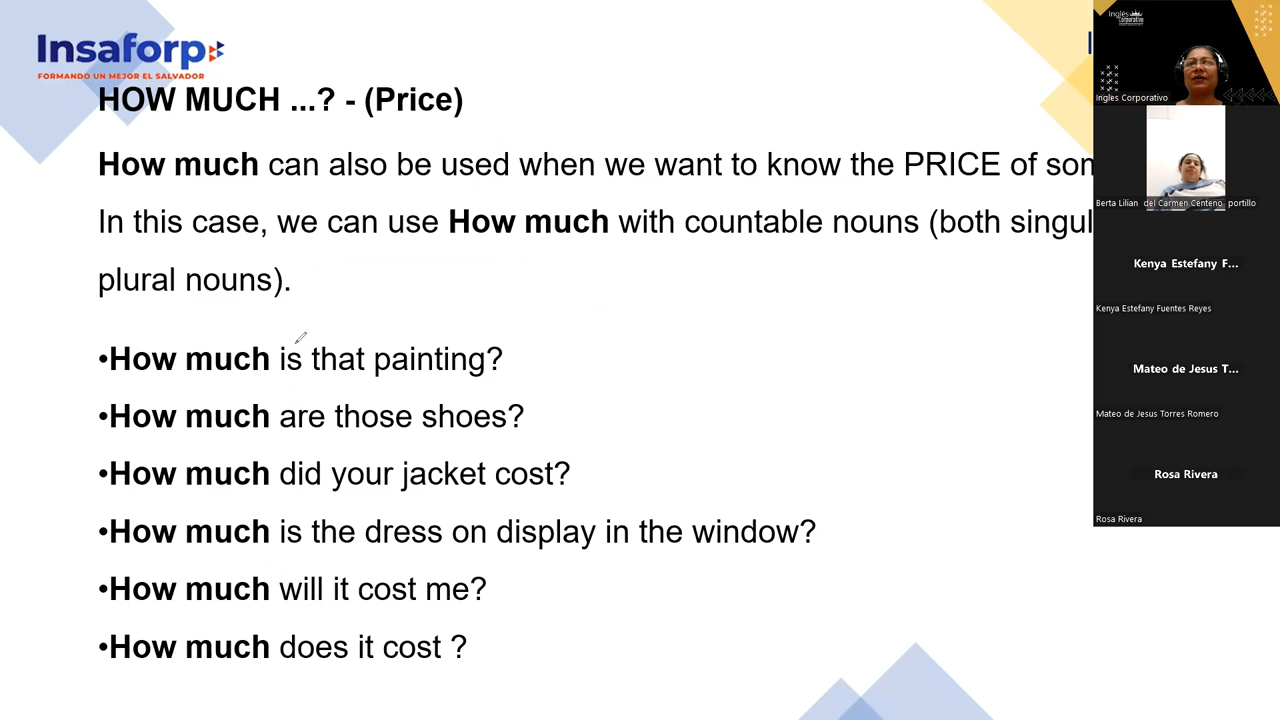 Insaforp
FORMANDO UN MEJOR EL SALVADOR
HOW MUCH ...? - (Price)
How much can also be used when we want to know the PRICE of som
In this case, we can use How much with countable nouns (both singul
plural nouns).
•How much is that painting?
•How much are those shoes?
•How much did your jacket cost?
•How much is the dress on display in the window?
•How much will it cost me?
•How much does it cost ?
Inglés
Corporativo
Ingles Corporativo
Berta Lilian del Carmen Centeno portillo
Kenya Estefany F...
Kenya Estefany Fuentes Reyes
Mateo de Jesus T...
Mateo de Jesus Torres Romero
Rosa Rivera
Rosa Rivera